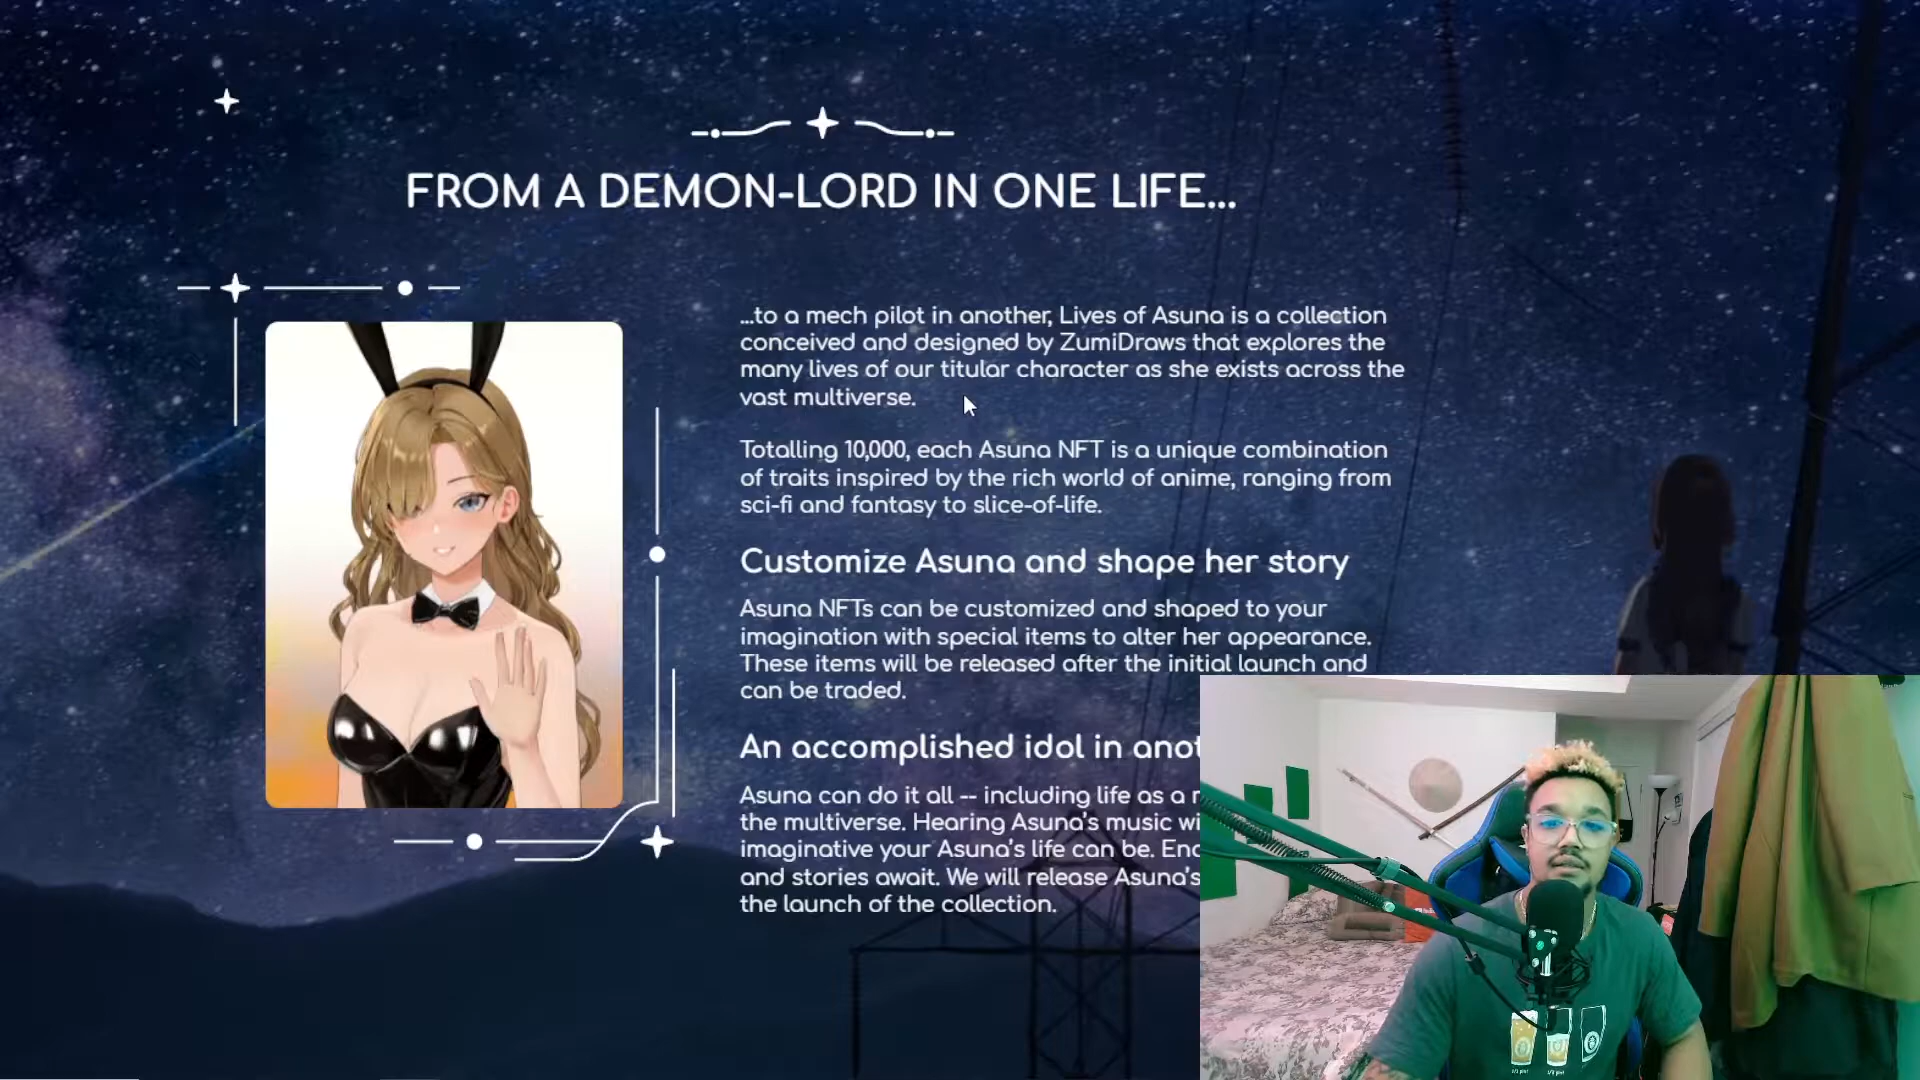 FROM A DEMON-LORD IN ONE LIFE...
...to a mech pilot in another, Lives of Asuna is a collection
conceived and designed by ZumiDraws that explores the
many lives of our titular character as she exists across the
vast multiverse.
Totalling 10,000, each Asuna NFT is a unique combination
of traits inspired by the rich world of anime, ranging from
sci-fi and fantasy to slice-of-life.
Customize Asuna and shape her story
Asuna NFTs can be customized and shaped to your
imagination with special items to alter her appearance.
These items will be released after the initial launch and
can be traded.
An accomplished idol in
Asuna can do it all -- including life as a
the multiverse. Hearing Asuna's music
imaginative your Asuna's life can be.
and stories await. We will release Asuna's
the launch of the collection.